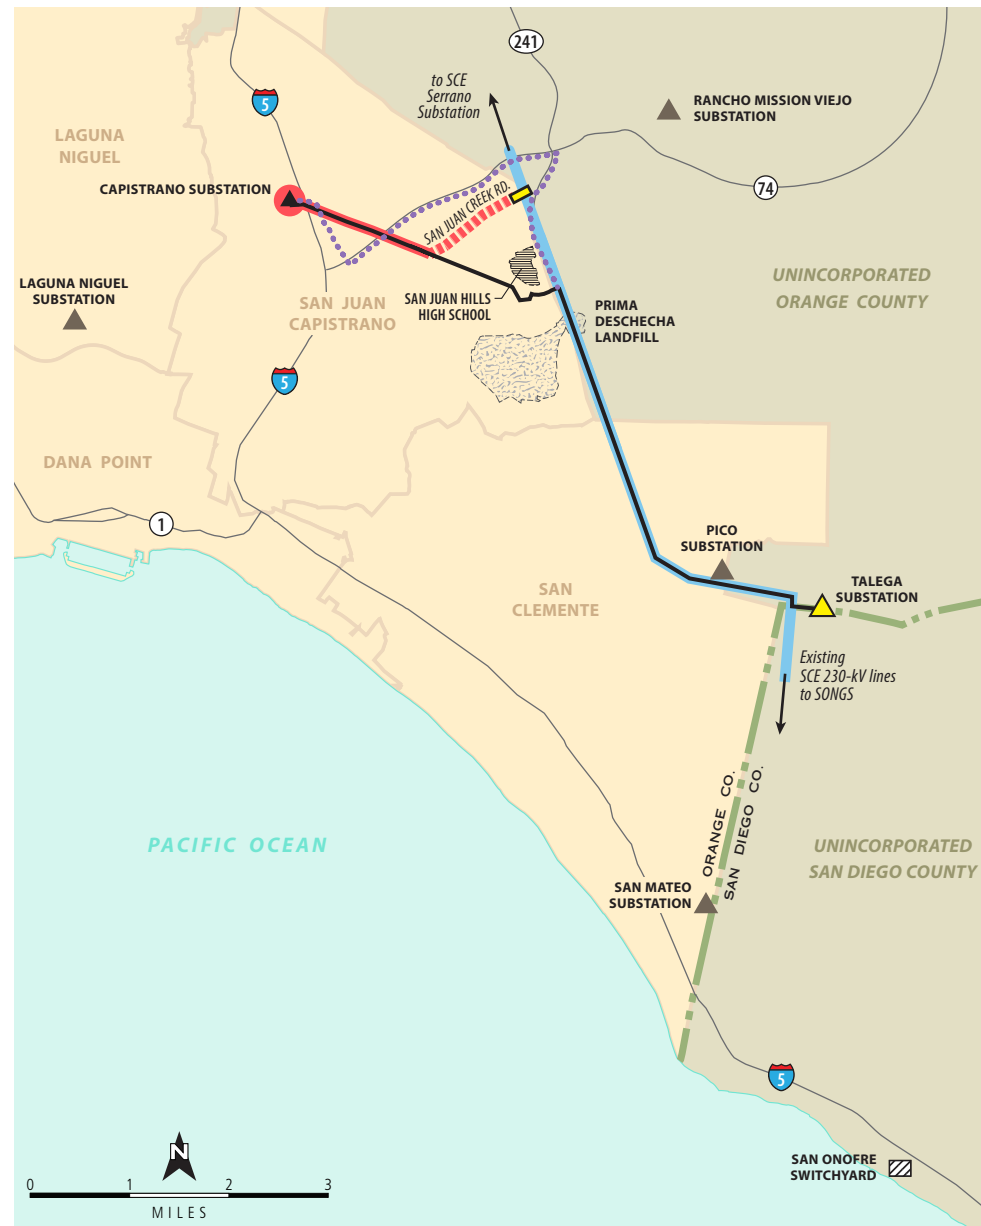 241
to SCE
Serrano
Substation
5
RANCHO MISSION VIEJO
SUBSTATION
LAGUNA
NIGUEL
CAPISTRANO SUBSTATION
74
SAN JUAN CREEK RD.
LAGUNA NIGUEL
SUBSTATION
SAN JUAN
CAPISTRANO
SAN JUAN HILLS
HIGH SCHOOL
PRIMA
DESCHECHA
LANDFILL
UNINCORPORATED
ORANGE COUNTY
5
DANA POINT
1
PICO
SUBSTATION
SAN
CLEMENTE
TALEGA
SUBSTATION
Existing
SCE 230-kV lines
to SONGS
ORANGE CO.
SAN DIEGO CO.
PACIFIC OCEAN
UNINCORPORATED
SAN DIEGO COUNTY
SAN MATEO
SUBSTATION
5
N
0 1 2 3
MILES
SAN ONOFRE
SWITCHYARD